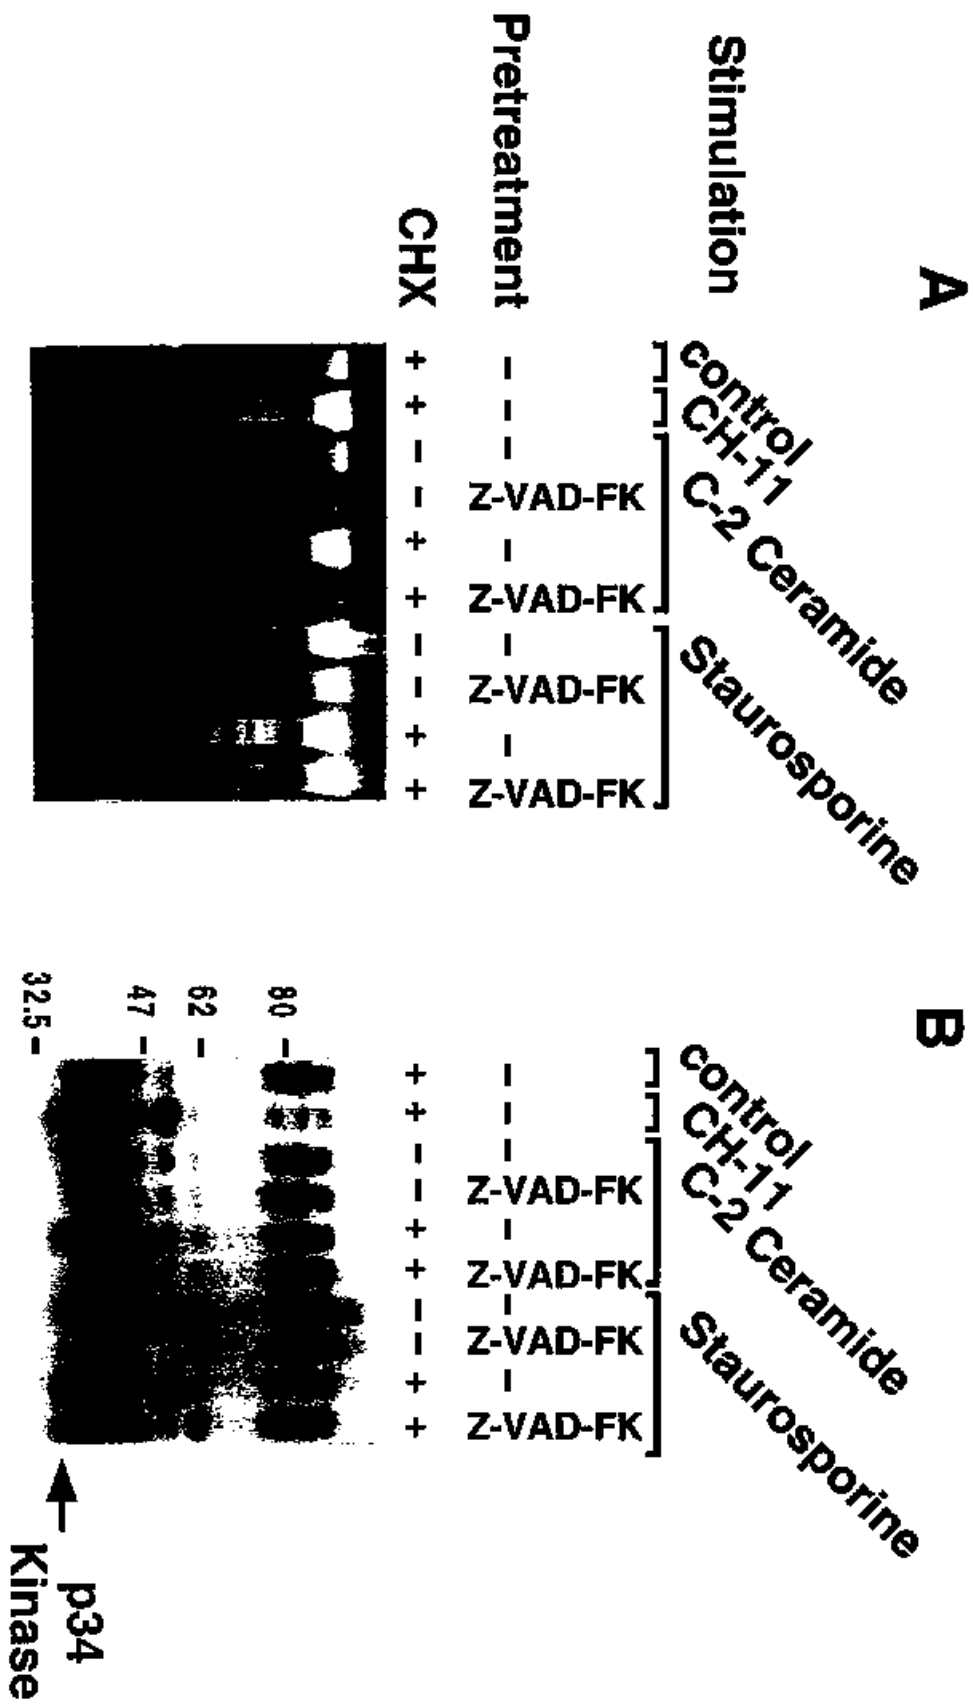 A
Stimulation
control
CH-11
C-2 Ceramide
Staurosporine
Pretreatment
– – – Z-VAD-FK – Z-VAD-FK – Z-VAD-FK – Z-VAD-FK
CHX
+ + – – + + – – + +
B
control
CH-11
C-2 Ceramide
Staurosporine
– – – Z-VAD-FK – Z-VAD-FK – Z-VAD-FK – Z-VAD-FK
+ + – – + + – – + +
80 –
62 –
47 –
32.5 –
p34
Kinase